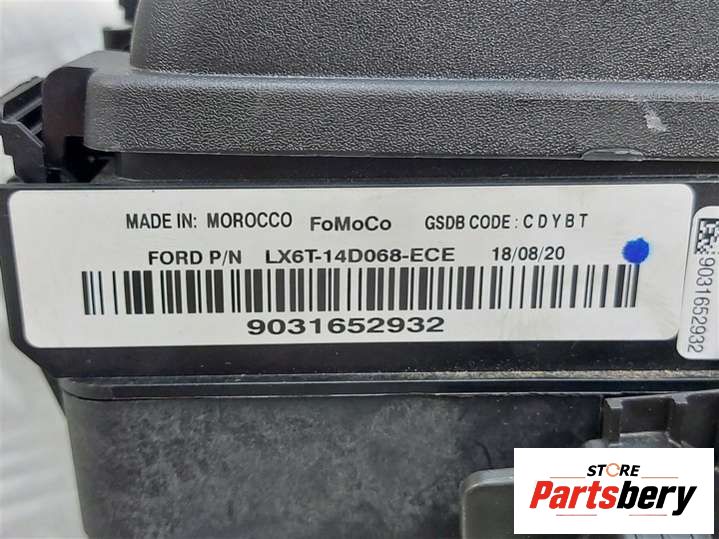 MADE IN: MOROCCO FoMoCo GSDB CODE: C D Y B T
FORD P/N LX6T-14D068-ECE 18/08/20
9031652932
9031652932
STORE
Partsbery